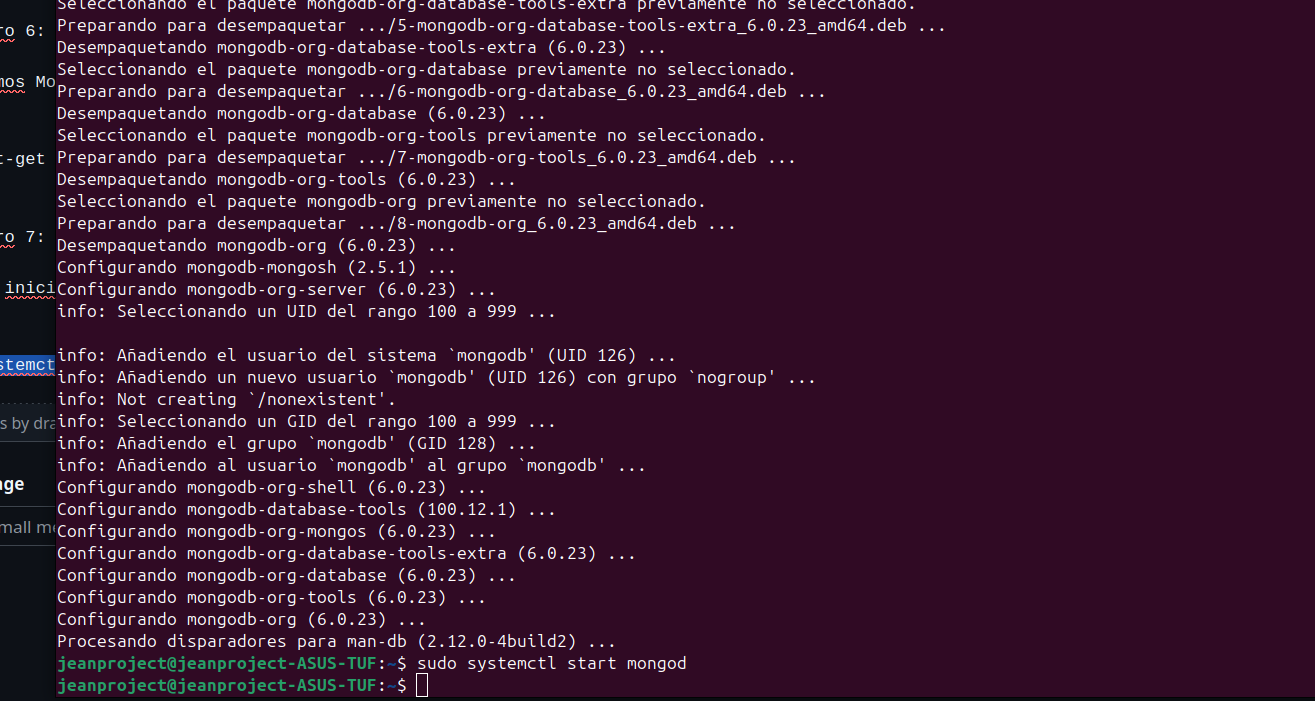 Seleccionando el paquete mongodb-org-database-tools-extra previamente no seleccionado.
Preparando para desempaquetar .../5-mongodb-org-database-tools-extra_6.0.23_amd64.deb ...
ro 6:
Desempaquetando mongodb-org-database-tools-extra (6.0.23) ...
Seleccionando el paquete mongodb-org-database previamente no seleccionado.
mos Mo
Preparando para desempaquetar .../6-mongodb-org-database_6.0.23_amd64.deb ...
Desempaquetando mongodb-org-database (6.0.23) ...
Seleccionando el paquete mongodb-org-tools previamente no seleccionado.
t-get
Preparando para desempaquetar .../7-mongodb-org-tools_6.0.23_amd64.deb ...
Desempaquetando mongodb-org-tools (6.0.23) ...
Seleccionando el paquete mongodb-org previamente no seleccionado.
Preparando para desempaquetar .../8-mongodb-org_6.0.23_amd64.deb ...
ro 7:
Desempaquetando mongodb-org (6.0.23) ...
Configurando mongodb-mongosh (2.5.1) ...
inici
Configurando mongodb-org-server (6.0.23) ...
info: Seleccionando un UID del rango 100 a 999 ...
info: Añadiendo el usuario del sistema `mongodb' (UID 126) ...
stemct
info: Añadiendo un nuevo usuario `mongodb' (UID 126) con grupo `nogroup' ...
info: Not creating `/nonexistent'.
info: Seleccionando un GID del rango 100 a 999 ...
s by dra
info: Añadiendo el grupo `mongodb' (GID 128) ...
info: Añadiendo al usuario `mongodb' al grupo `mongodb' ...
age
Configurando mongodb-org-shell (6.0.23) ...
Configurando mongodb-database-tools (100.12.1) ...
mall me
Configurando mongodb-org-mongos (6.0.23) ...
Configurando mongodb-org-database-tools-extra (6.0.23) ...
Configurando mongodb-org-database (6.0.23) ...
Configurando mongodb-org-tools (6.0.23) ...
Configurando mongodb-org (6.0.23) ...
Procesando disparadores para man-db (2.12.0-4build2) ...
jeanproject@jeanproject-ASUS-TUF:~$ sudo systemctl start mongod
jeanproject@jeanproject-ASUS-TUF:~$